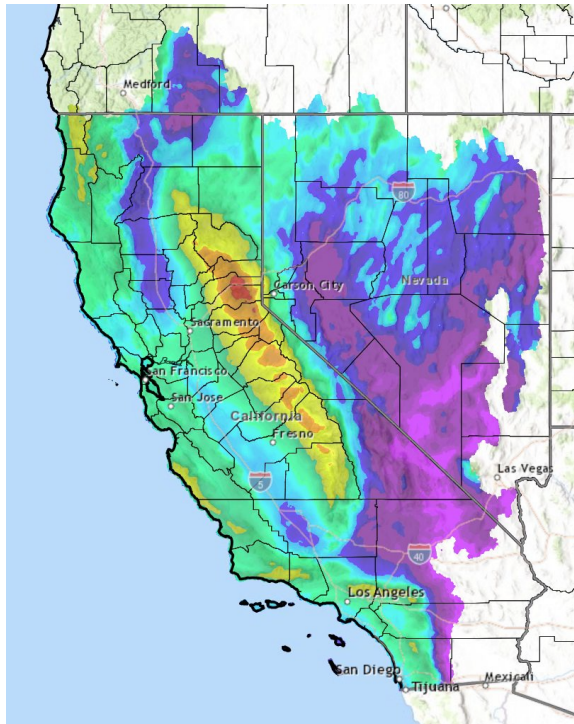 Medford
80
Carson City
Nevada
Sacramento
San Francisco
San Jose
California
Fresno
5
Las Vegas
40
Los Angeles
San Diego
Mexicali
Tijuana